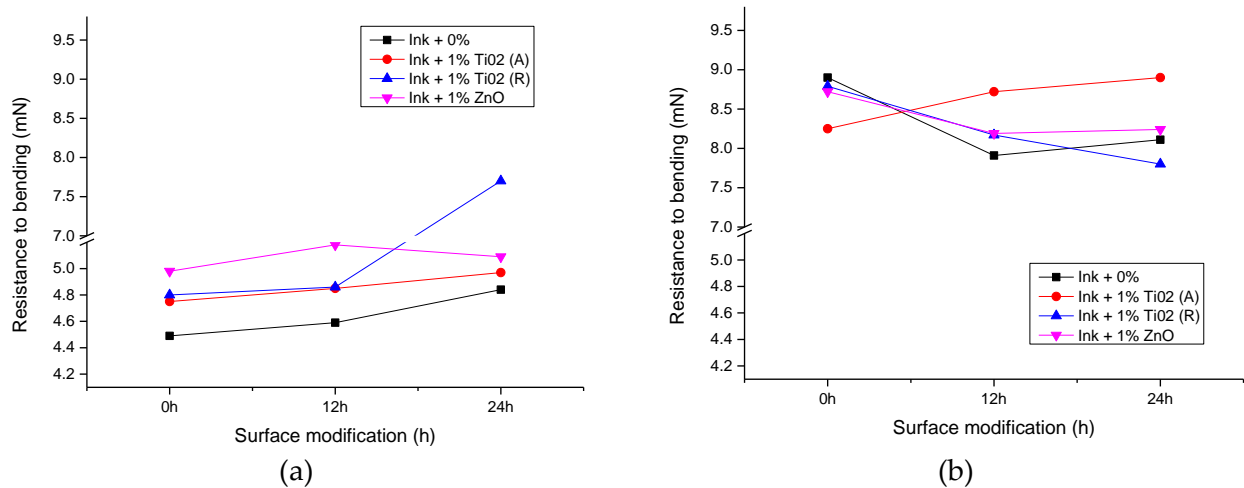 9.5
9.0
8.5
8.0
7.5
7.0
5.0
4.8
4.6
4.4
4.2
Resistance to bending (mN)
Ink + 0%
Ink + 1% Ti02 (A)
Ink + 1% Ti02 (R)
Ink + 1% ZnO
0h 12h 24h
Surface modification (h)
(a)
9.5
9.0
8.5
8.0
7.5
7.0
5.0
4.8
4.6
4.4
4.2
Resistance to bending (mN)
Ink + 0%
Ink + 1% Ti02 (A)
Ink + 1% Ti02 (R)
Ink + 1% ZnO
0h 12h 24h
Surface modification (h)
(b)